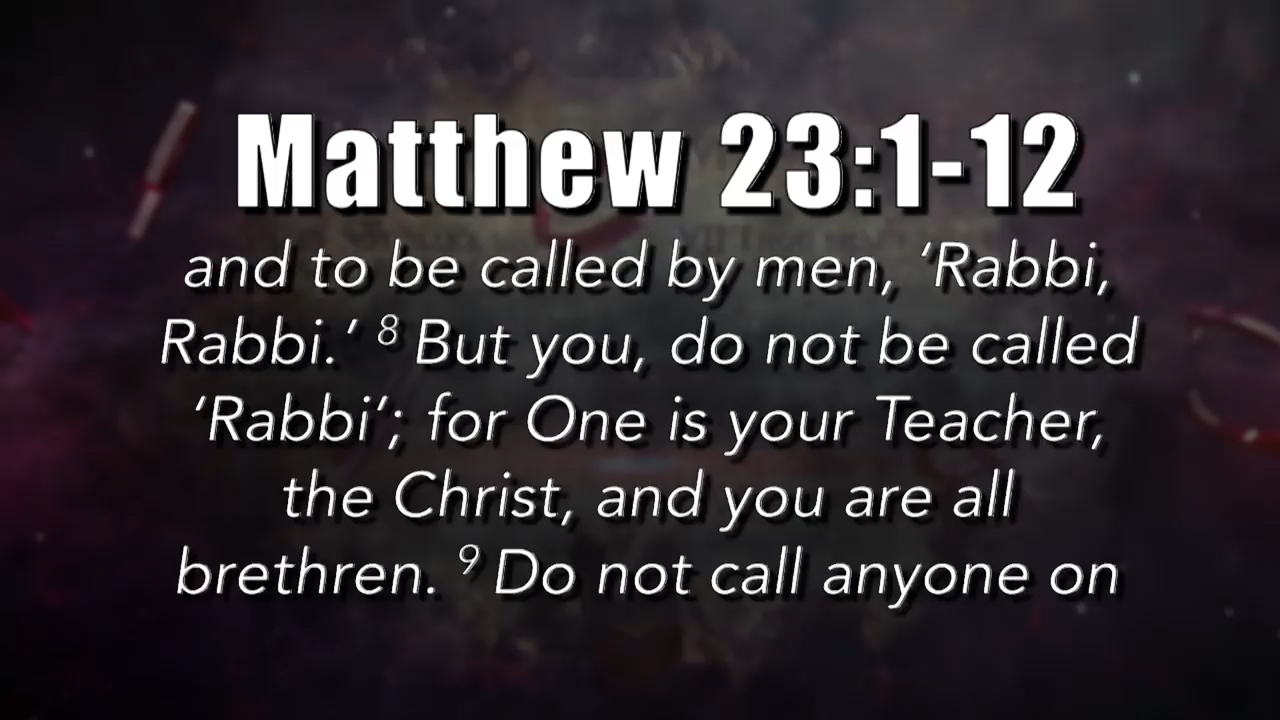 Matthew 23:1-12
and to be called by men, ‘Rabbi,
Rabbi.’ 8 But you, do not be called
‘Rabbi’; for One is your Teacher,
the Christ, and you are all
brethren. 9 Do not call anyone on